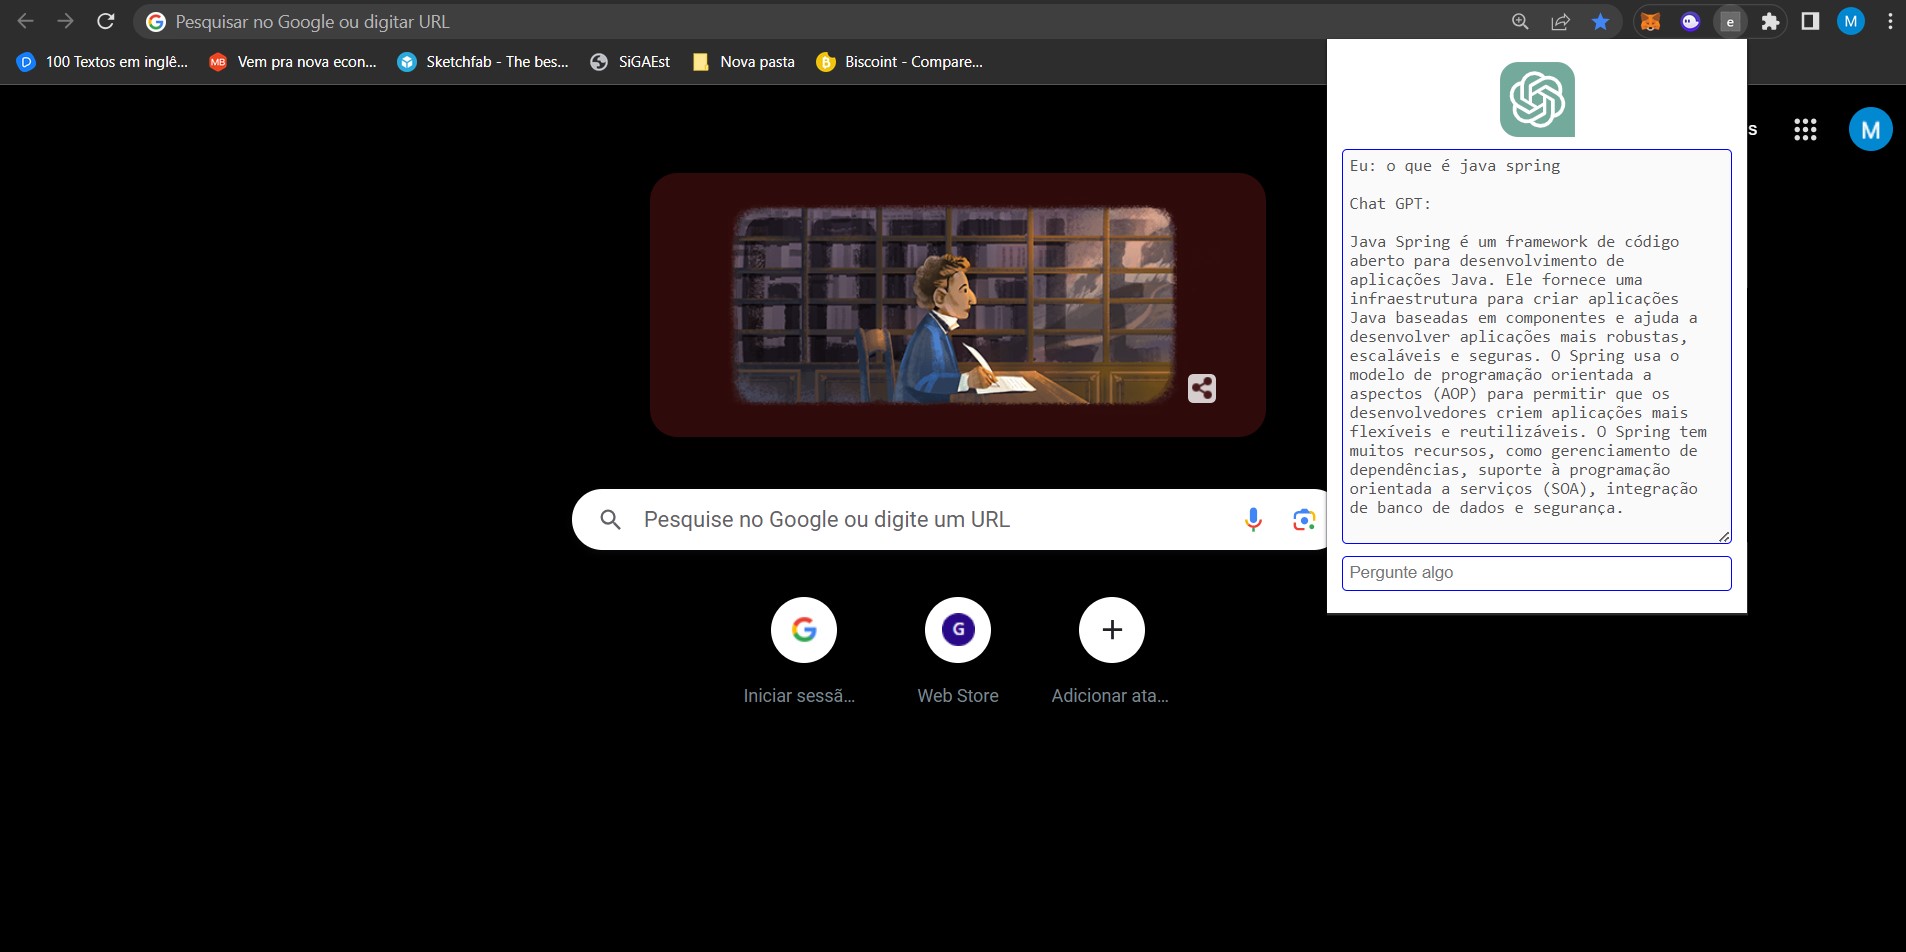 Pesquisar no Google ou digitar URL
e
M
100 Textos em inglê...
MB
Vem pra nova econ...
Sketchfab - The bes...
SiGAEst
Nova pasta
Biscoint - Compare...
s
M
Eu: o que é java spring
Chat GPT:
Java Spring é um framework de código
aberto para desenvolvimento de
aplicações Java. Ele fornece uma
infraestrutura para criar aplicações
Java baseadas em componentes e ajuda a
desenvolver aplicações mais robustas,
escaláveis e seguras. O Spring usa o
modelo de programação orientada a
aspectos (AOP) para permitir que os
desenvolvedores criem aplicações mais
flexíveis e reutilizáveis. O Spring tem
muitos recursos, como gerenciamento de
dependências, suporte à programação
orientada a serviços (SOA), integração
de banco de dados e segurança.
Pergunte algo
Pesquise no Google ou digite um URL
G
Iniciar sessã...
Web Store
Adicionar ata...